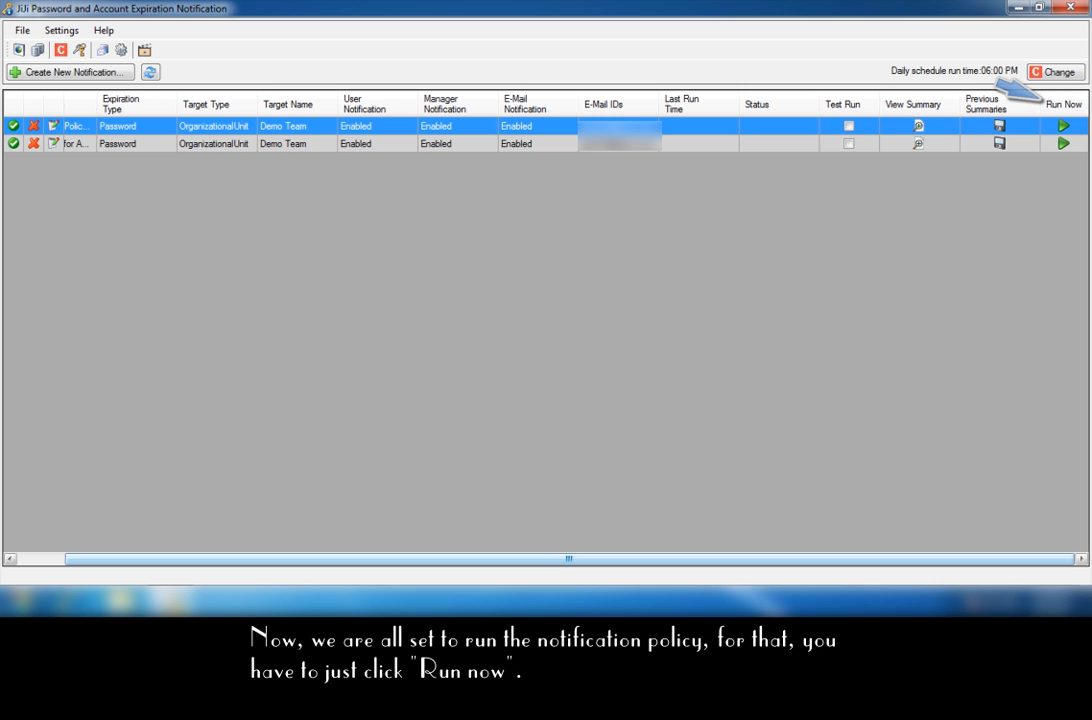 JiJi Password and Account Expiration Notification
File Settings Help
Create New Notification...
Daily schedule run time:06:00 PM
C Change
Expiration Type
Target Type
Target Name
User Notification
Manager Notification
E-Mail Notification
E-Mail IDs
Last Run Time
Status
Test Run
View Summary
Previous Summaries
Run Now
Polic... Password OrganizationalUnit Demo Team Enabled Enabled Enabled
for A... Password OrganizationalUnit Demo Team Enabled Enabled Enabled
Now, we are all set to run the notification policy, for that, you
have to just click "Run now".